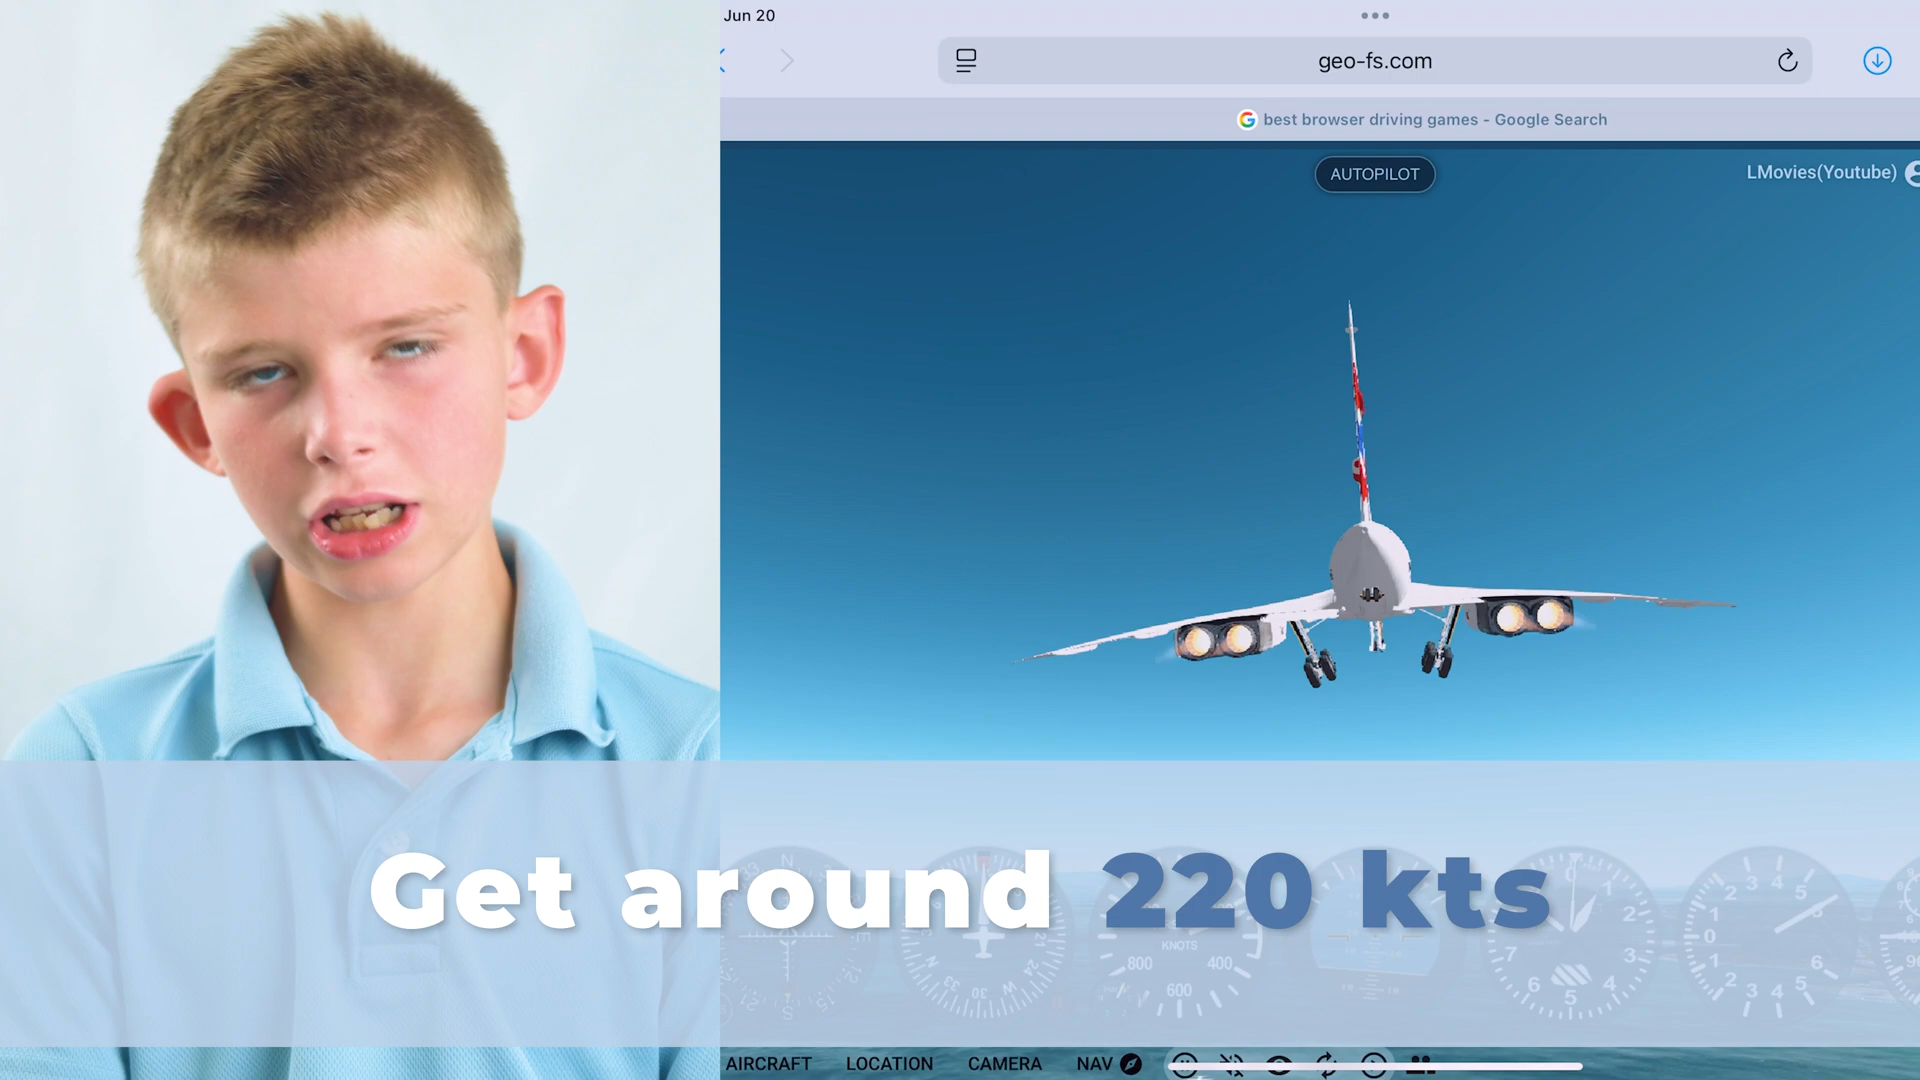 Jun 20
geo-fs.com
best browser driving games - Google Search
AUTOPILOT
LMovies(Youtube)
Get around 220 kts
KNOTS
800 400
600
AIRCRAFT LOCATION CAMERA NAV